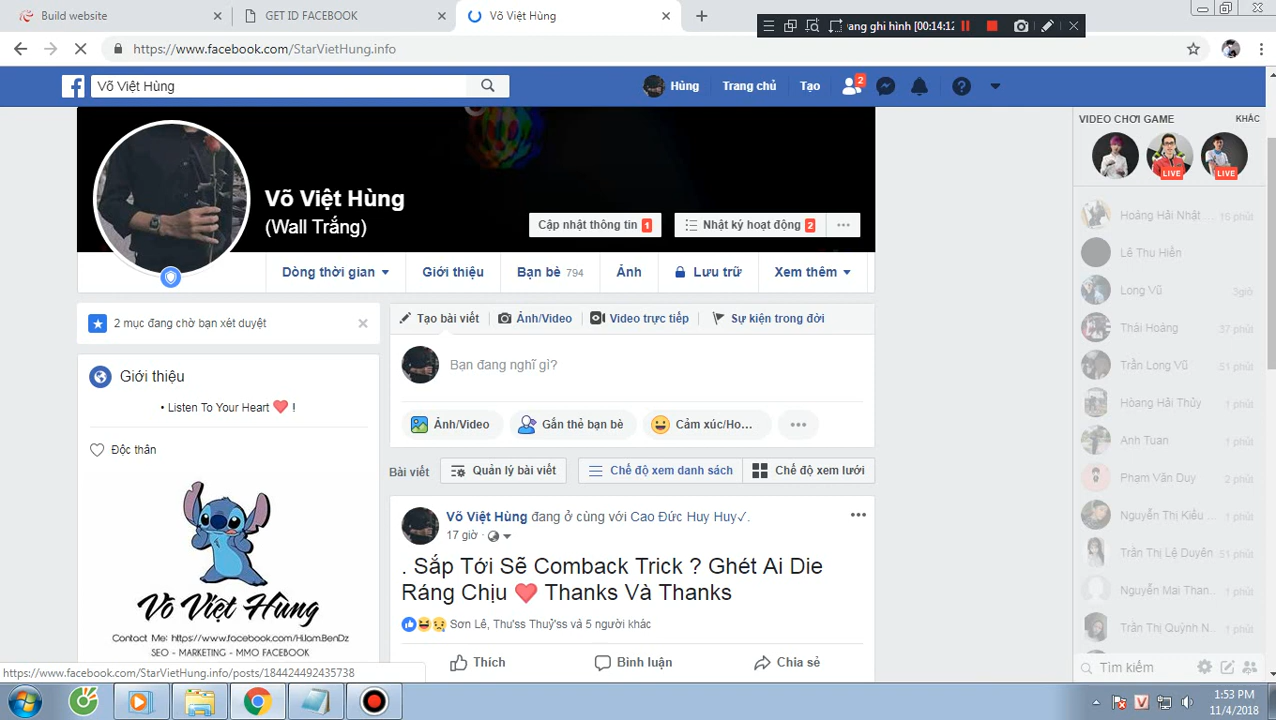 Build website
GET ID FACEBOOK
Võ Việt Hùng
Đang ghi hình [00:14:12]
https://www.facebook.com/StarVietHung.info
Võ Việt Hùng
Hùng
Trang chủ
Tạo
2
Võ Việt Hùng
(Wall Trắng)
Cập nhật thông tin 1
Nhật ký hoạt động 2
Dòng thời gian
Giới thiệu
Bạn bè 794
Ảnh
Lưu trữ
Xem thêm
2 mục đang chờ bạn xét duyệt
Giới thiệu
• Listen To Your Heart ❤ !
Độc thân
Võ Việt Hùng
Contact Me: https://www.facebook.com/HiJam.BenDz
SEO - MARKETING - MMO FACEBOOK
Tạo bài viết
Ảnh/Video
Video trực tiếp
Sự kiện trong đời
Bạn đang nghĩ gì?
Ảnh/Video
Gắn thẻ bạn bè
Cảm xúc/Ho...
Bài viết
Quản lý bài viết
Chế độ xem danh sách
Chế độ xem lưới
Võ Việt Hùng đang ở cùng với Cao Đức Huy Huy✓.
17 giờ
. Sắp Tới Sẽ Comback Trick ? Ghét Ai Die
Ráng Chịu ❤ Thanks Và Thanks
Sơn Lê, Thu'ss Thuỷ'ss và 5 người khác
Thích
Bình luận
Chia sẻ
VIDEO CHƠI GAME
KHÁC
LIVE
LIVE
Hoàng Hải Nhật ... 16 phút
Lê Thu Hiền
Long Vũ 3giờ
Thái Hoàng 37 phút
Trần Long Vũ 51 phút
Hoàng Hải Thủy 1 phút
Anh Tuan 1 phút
Phạm Văn Duy 2 phút
Nguyễn Thị Kiều ... 1 phút
Trần Thị Lệ Duyên 51 phút
Nguyễn Mai Than... 1 phút
Trần Thị Quỳnh N... 1 phút
Tìm kiếm
https://www.facebook.com/StarVietHung.info/posts/184424492435738
1:53 PM
11/4/2018